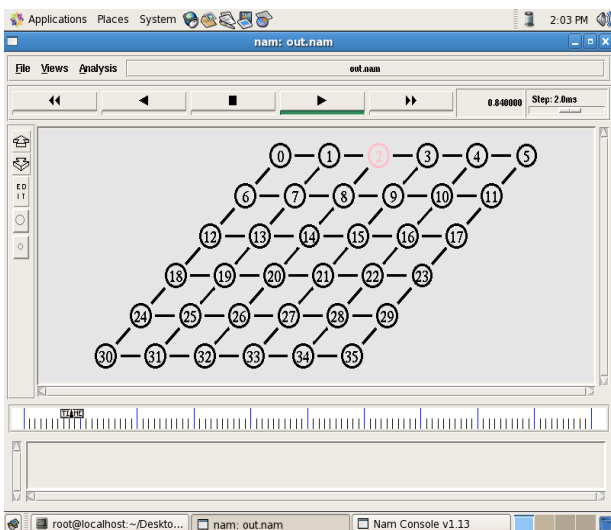 Applications Places System 2:03 PM
nam: out.nam
File Views Analysis out.nam
0.840000 Step: 2.0ms
0 1 2 3 4 5
6 7 8 9 10 11
12 13 14 15 16 17
18 19 20 21 22 23
24 25 26 27 28 29
30 31 32 33 34 35
ED
IT
TIME
root@localhost:~/Deskto... nam: out.nam Nam Console v1.13